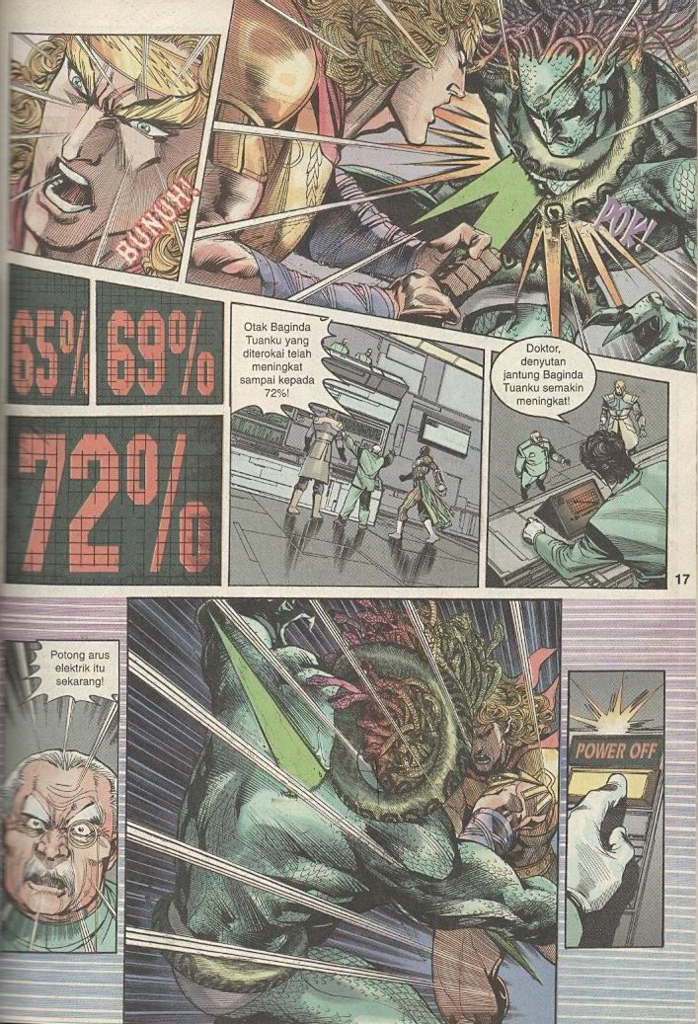 BUNUH!
POK!
65%
69%
72%
Otak Baginda
Tuanku yang
diterokai telah
meningkat
sampai kepada
72%!
Doktor,
denyutan
jantung Baginda
Tuanku semakin
meningkat!
17
Potong arus
elektrik itu
sekarang!
POWER OFF